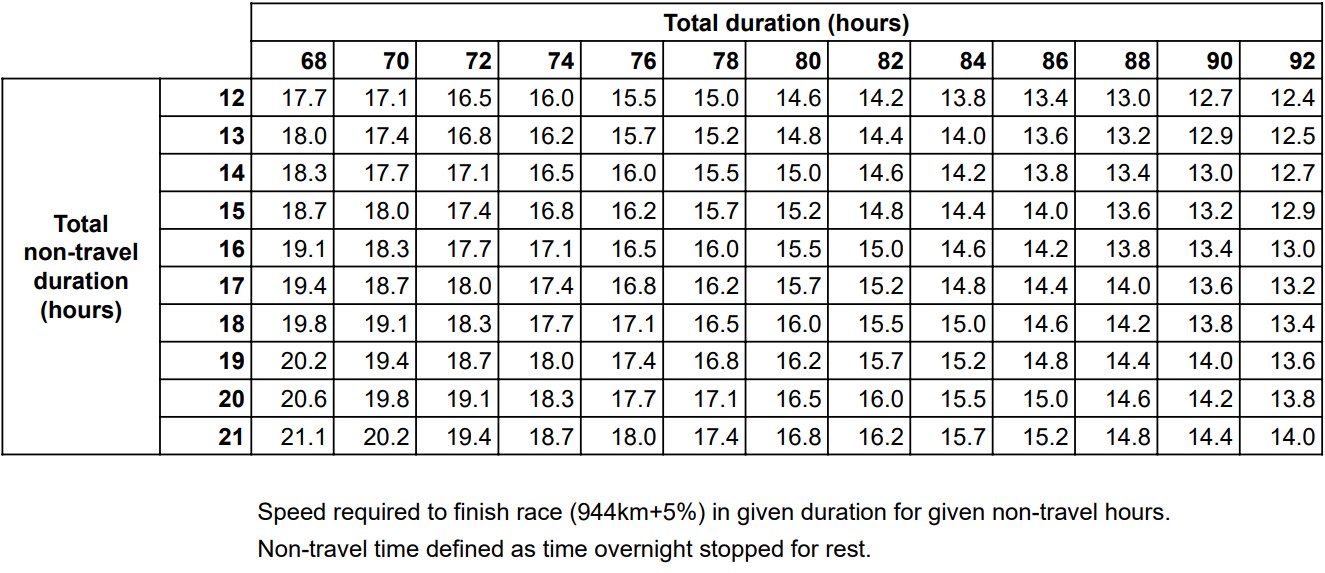 Total duration (hours)
68 70 72 74 76 78 80 82 84 86 88 90 92
Total non-travel duration (hours)
12 17.7 17.1 16.5 16.0 15.5 15.0 14.6 14.2 13.8 13.4 13.0 12.7 12.4
13 18.0 17.4 16.8 16.2 15.7 15.2 14.8 14.4 14.0 13.6 13.2 12.9 12.5
14 18.3 17.7 17.1 16.5 16.0 15.5 15.0 14.6 14.2 13.8 13.4 13.0 12.7
15 18.7 18.0 17.4 16.8 16.2 15.7 15.2 14.8 14.4 14.0 13.6 13.2 12.9
16 19.1 18.3 17.7 17.1 16.5 16.0 15.5 15.0 14.6 14.2 13.8 13.4 13.0
17 19.4 18.7 18.0 17.4 16.8 16.2 15.7 15.2 14.8 14.4 14.0 13.6 13.2
18 19.8 19.1 18.3 17.7 17.1 16.5 16.0 15.5 15.0 14.6 14.2 13.8 13.4
19 20.2 19.4 18.7 18.0 17.4 16.8 16.2 15.7 15.2 14.8 14.4 14.0 13.6
20 20.6 19.8 19.1 18.3 17.7 17.1 16.5 16.0 15.5 15.0 14.6 14.2 13.8
21 21.1 20.2 19.4 18.7 18.0 17.4 16.8 16.2 15.7 15.2 14.8 14.4 14.0
Speed required to finish race (944km+5%) in given duration for given non-travel hours.
Non-travel time defined as time overnight stopped for rest.